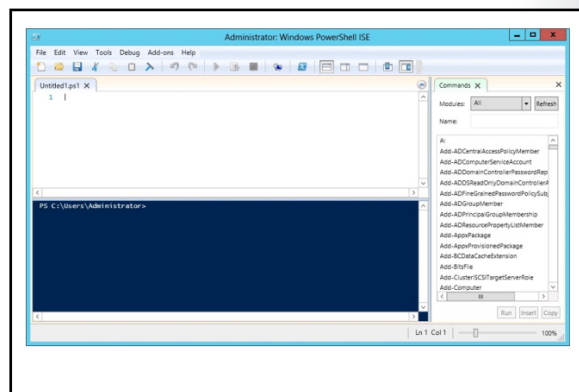 Administrator: Windows PowerShell ISE
File Edit View Tools Debug Add-ons Help
Untitled1.ps1 X
1
PS C:\Users\Administrator>
Commands X
Modules: All Refresh
Name:
A:
Add-ADCentralAccessPolicyMember
Add-ADComputerServiceAccount
Add-ADDomainControllerPasswordRep
Add-ADDSReadOnlyDomainControllerA
Add-ADFineGrainedPasswordPolicySubj
Add-ADGroupMember
Add-ADPrincipalGroupMembership
Add-ADResourcePropertyListMember
Add-AppxPackage
Add-AppxProvisionedPackage
Add-BCDataCacheExtension
Add-BitsFile
Add-ClusteriSCSITargetServerRole
Add-Computer
Run Insert Copy
Ln 1 Col 1 100%